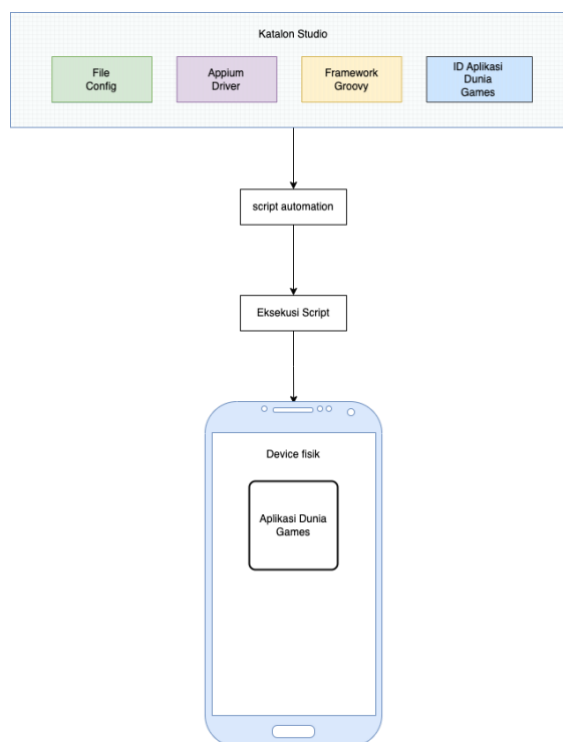 Katalon Studio
File
Config
Appium
Driver
Framework
Groovy
ID Aplikasi
Dunia
Games
script automation
Eksekusi Script
Device fisik
Aplikasi Dunia
Games